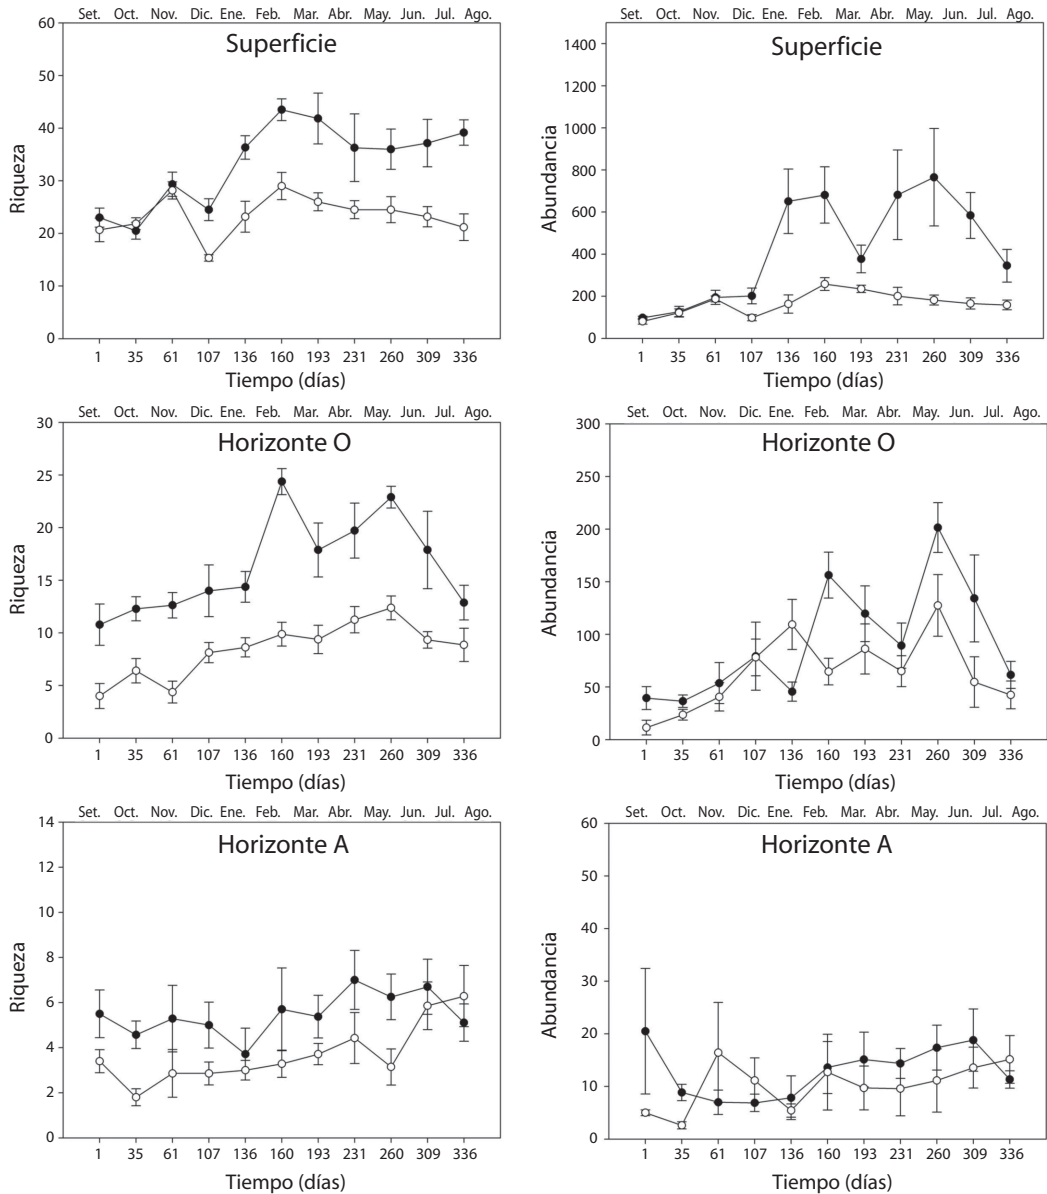 Set. Oct. Nov. Dic. Ene. Feb. Mar. Abr. May. Jun. Jul. Ago.
Superficie
Riqueza
60
50
40
30
20
10
0
1 35 61 107 136 160 193 231 260 309 336
Tiempo (días)
Set. Oct. Nov. Dic. Ene. Feb. Mar. Abr. May. Jun. Jul. Ago.
Superficie
Abundancia
1400
1200
1000
800
600
400
200
0
1 35 61 107 136 160 193 231 260 309 336
Tiempo (días)
Set. Oct. Nov. Dic. Ene. Feb. Mar. Abr. May. Jun. Jul. Ago.
Horizonte O
Riqueza
30
25
20
15
10
5
0
1 35 61 107 136 160 193 231 260 309 336
Tiempo (días)
Set. Oct. Nov. Dic. Ene. Feb. Mar. Abr. May. Jun. Jul. Ago.
Horizonte O
Abundancia
300
250
200
150
100
50
0
1 35 61 107 136 160 193 231 260 309 336
Tiempo (días)
Set. Oct. Nov. Dic. Ene. Feb. Mar. Abr. May. Jun. Jul. Ago.
Horizonte A
Riqueza
14
12
10
8
6
4
2
0
1 35 61 107 136 160 193 231 260 309 336
Tiempo (días)
Set. Oct. Nov. Dic. Ene. Feb. Mar. Abr. May. Jun. Jul. Ago.
Horizonte A
Abundancia
60
50
40
30
20
10
0
1 35 61 107 136 160 193 231 260 309 336
Tiempo (días)